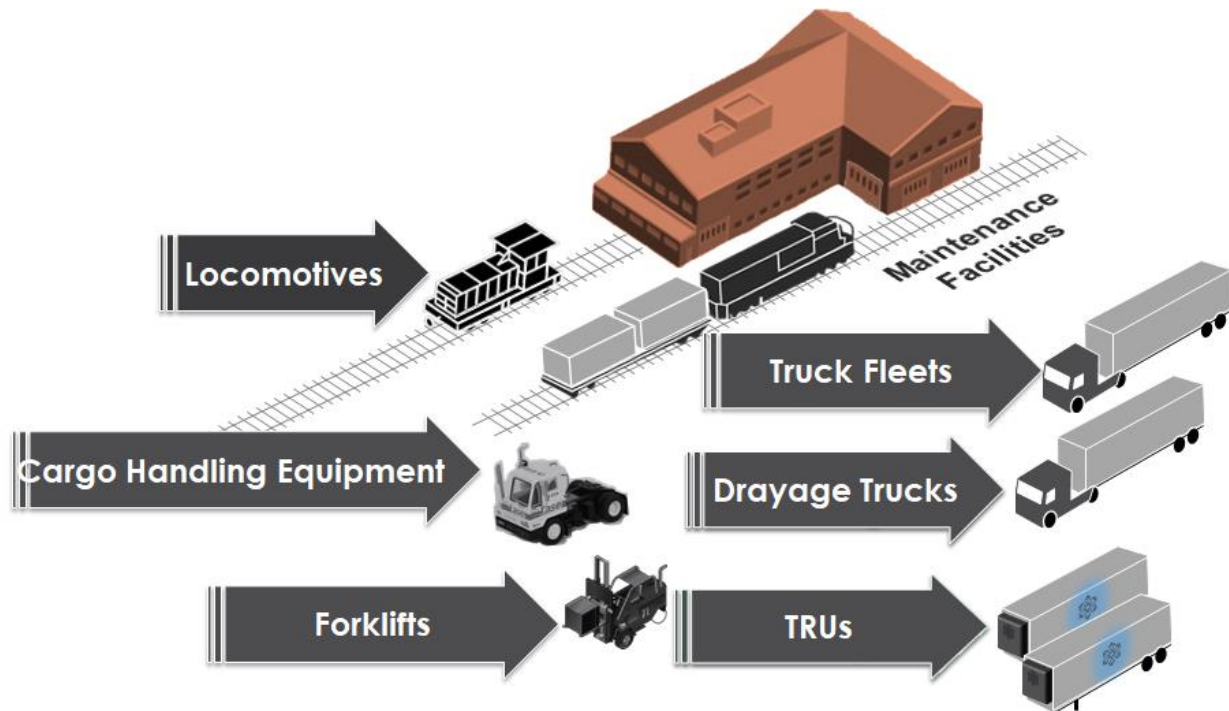 Maintenance
Facilities
Locomotives
Truck Fleets
Cargo Handling Equipment
Drayage Trucks
Forklifts
TRUs